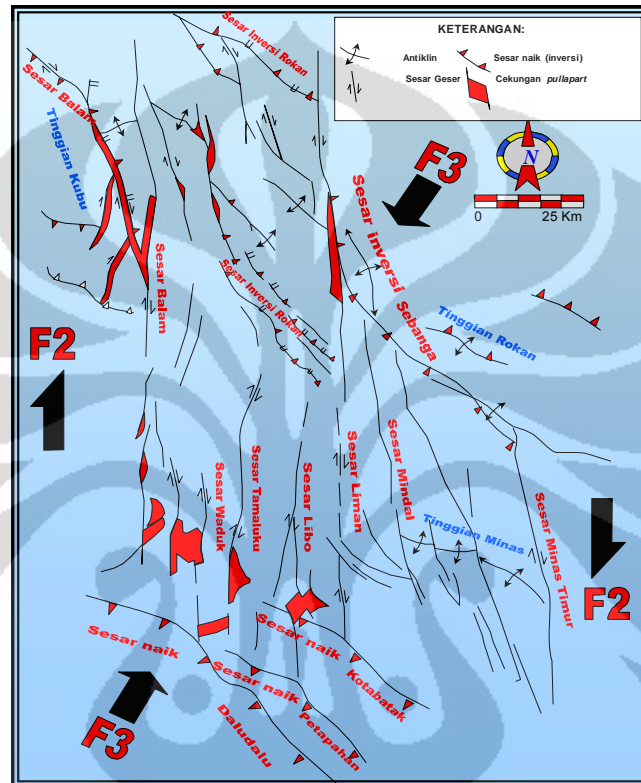 KETERANGAN:
Antiklin
Sesar naik (inversi)
Sesar Geser
Cekungan pullapart
N
0 25 Km
Sesar Balam
Sesar Inversi Rokan
Tinggian Kubu
F3
Sesar inversi Sebanga
Sesar Balam
Sesar Inversi Rokan
Tinggian Rokan
F2
Sesar Waduk
Sesar Tamaluku
Sesar Libo
Sesar Liman
Sesar Mindal
Tinggian Minas
Sesar Minas Timur
F2
Sesar naik
Sesar naik
Kotabatak
Sesar naik
Petapahan
Daludalu
F3